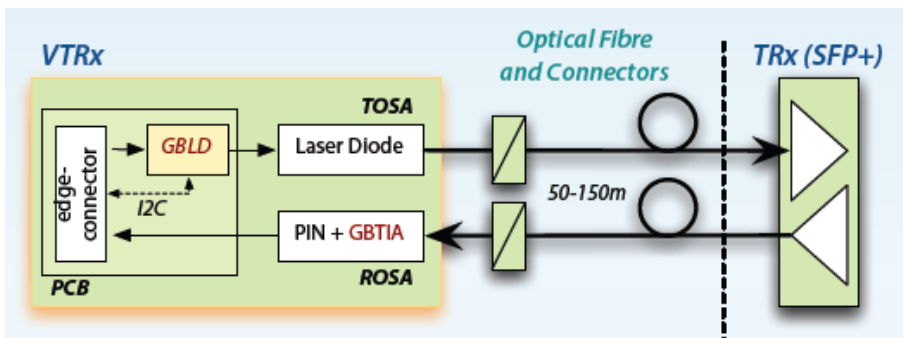 VTRx
Optical Fibre
and Connectors
TRx (SFP+)
TOSA
edge-
connector
GBLD
Laser Diode
I2C
50-150m
PIN + GBTIA
PCB
ROSA